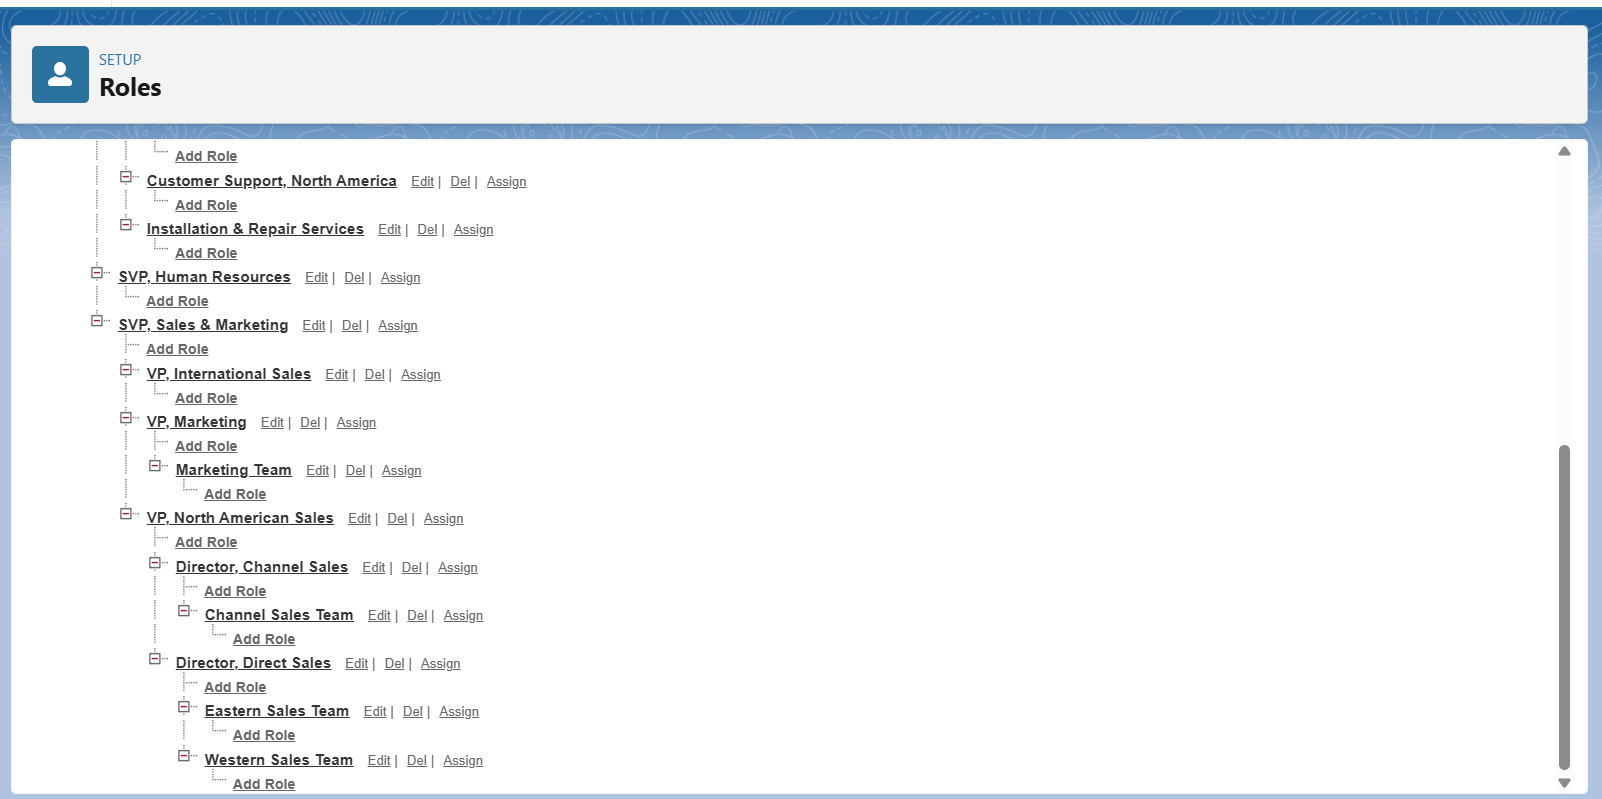 SETUP
Roles
Add Role
Customer Support, North America Edit | Del | Assign
Add Role
Installation & Repair Services Edit | Del | Assign
Add Role
SVP, Human Resources Edit | Del | Assign
Add Role
SVP, Sales & Marketing Edit | Del | Assign
Add Role
VP, International Sales Edit | Del | Assign
Add Role
VP, Marketing Edit | Del | Assign
Add Role
Marketing Team Edit | Del | Assign
Add Role
VP, North American Sales Edit | Del | Assign
Add Role
Director, Channel Sales Edit | Del | Assign
Add Role
Channel Sales Team Edit | Del | Assign
Add Role
Director, Direct Sales Edit | Del | Assign
Add Role
Eastern Sales Team Edit | Del | Assign
Add Role
Western Sales Team Edit | Del | Assign
Add Role